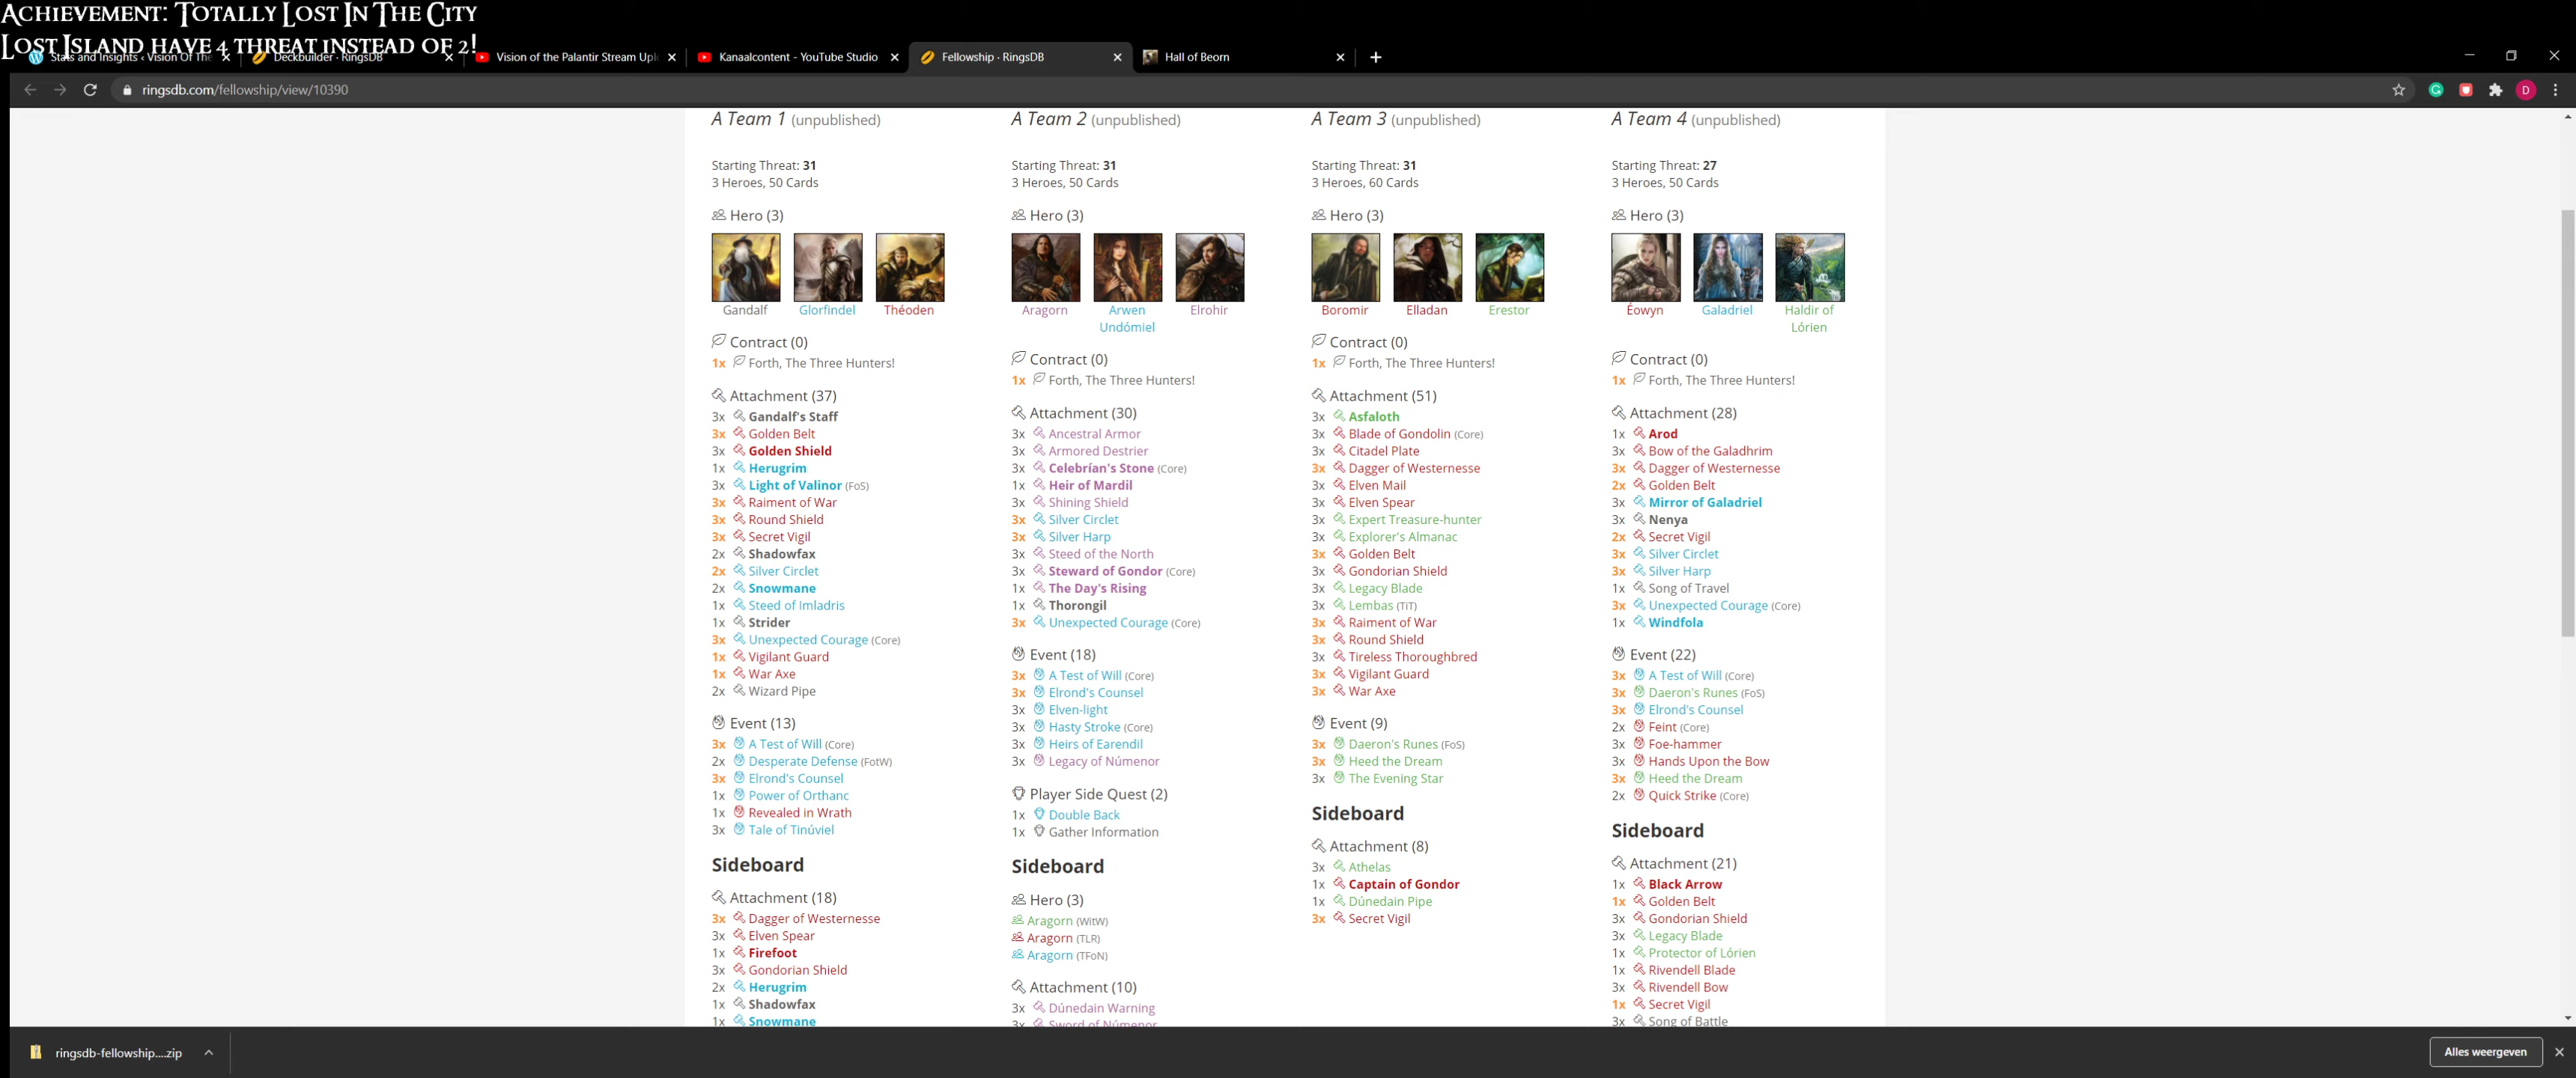 Achievement: Totally Lost In The City
Lost Island have 4 threat instead of 2!
Stats and Insights ‹ Vision Of The
Deckbuilder · RingsDB
Vision of the Palantir Stream Uplo
Kanaalcontent - YouTube Studio
Fellowship · RingsDB
Hall of Beorn
ringsdb.com/fellowship/view/10390
D
A Team 1 (unpublished)
Starting Threat: 31
3 Heroes, 50 Cards
Hero (3)
Gandalf
Glorfindel
Théoden
Contract (0)
1x Forth, The Three Hunters!
Attachment (37)
3x Gandalf's Staff
3x Golden Belt
3x Golden Shield
1x Herugrim
3x Light of Valinor (FoS)
3x Raiment of War
3x Round Shield
3x Secret Vigil
2x Shadowfax
2x Silver Circlet
2x Snowmane
1x Steed of Imladris
1x Strider
3x Unexpected Courage (Core)
1x Vigilant Guard
1x War Axe
2x Wizard Pipe
Event (13)
3x A Test of Will (Core)
2x Desperate Defense (FotW)
3x Elrond's Counsel
1x Power of Orthanc
1x Revealed in Wrath
3x Tale of Tinúviel
Sideboard
Attachment (18)
3x Dagger of Westernesse
3x Elven Spear
1x Firefoot
3x Gondorian Shield
2x Herugrim
1x Shadowfax
1x Snowmane
A Team 2 (unpublished)
Starting Threat: 31
3 Heroes, 50 Cards
Hero (3)
Aragorn
Arwen
Undómiel
Elrohir
Contract (0)
1x Forth, The Three Hunters!
Attachment (30)
3x Ancestral Armor
3x Armored Destrier
3x Celebrían's Stone (Core)
1x Heir of Mardil
3x Shining Shield
3x Silver Circlet
3x Silver Harp
3x Steed of the North
3x Steward of Gondor (Core)
1x The Day's Rising
1x Thorongil
3x Unexpected Courage (Core)
Event (18)
3x A Test of Will (Core)
3x Elrond's Counsel
3x Elven-light
3x Hasty Stroke (Core)
3x Heirs of Earendil
3x Legacy of Númenor
Player Side Quest (2)
1x Double Back
1x Gather Information
Sideboard
Hero (3)
Aragorn (WitW)
Aragorn (TLR)
Aragorn (TFoN)
Attachment (10)
3x Dúnedain Warning
3x Sword of Númenor
A Team 3 (unpublished)
Starting Threat: 31
3 Heroes, 60 Cards
Hero (3)
Boromir
Elladan
Erestor
Contract (0)
1x Forth, The Three Hunters!
Attachment (51)
3x Asfaloth
3x Blade of Gondolin (Core)
3x Citadel Plate
3x Dagger of Westernesse
3x Elven Mail
3x Elven Spear
3x Expert Treasure-hunter
3x Explorer's Almanac
3x Golden Belt
3x Gondorian Shield
3x Legacy Blade
3x Lembas (TiT)
3x Raiment of War
3x Round Shield
3x Tireless Thoroughbred
3x Vigilant Guard
3x War Axe
Event (9)
3x Daeron's Runes (FoS)
3x Heed the Dream
3x The Evening Star
Sideboard
Attachment (8)
3x Athelas
1x Captain of Gondor
1x Dúnedain Pipe
3x Secret Vigil
A Team 4 (unpublished)
Starting Threat: 27
3 Heroes, 50 Cards
Hero (3)
Éowyn
Galadriel
Haldir of
Lórien
Contract (0)
1x Forth, The Three Hunters!
Attachment (28)
1x Arod
3x Bow of the Galadhrim
3x Dagger of Westernesse
2x Golden Belt
3x Mirror of Galadriel
3x Nenya
2x Secret Vigil
3x Silver Circlet
3x Silver Harp
1x Song of Travel
3x Unexpected Courage (Core)
1x Windfola
Event (22)
3x A Test of Will (Core)
3x Daeron's Runes (FoS)
3x Elrond's Counsel
2x Feint (Core)
3x Foe-hammer
3x Hands Upon the Bow
3x Heed the Dream
2x Quick Strike (Core)
Sideboard
Attachment (21)
1x Black Arrow
1x Golden Belt
3x Gondorian Shield
3x Legacy Blade
1x Protector of Lórien
1x Rivendell Blade
3x Rivendell Bow
1x Secret Vigil
3x Song of Battle
ringsdb-fellowship....zip
Alles weergeven